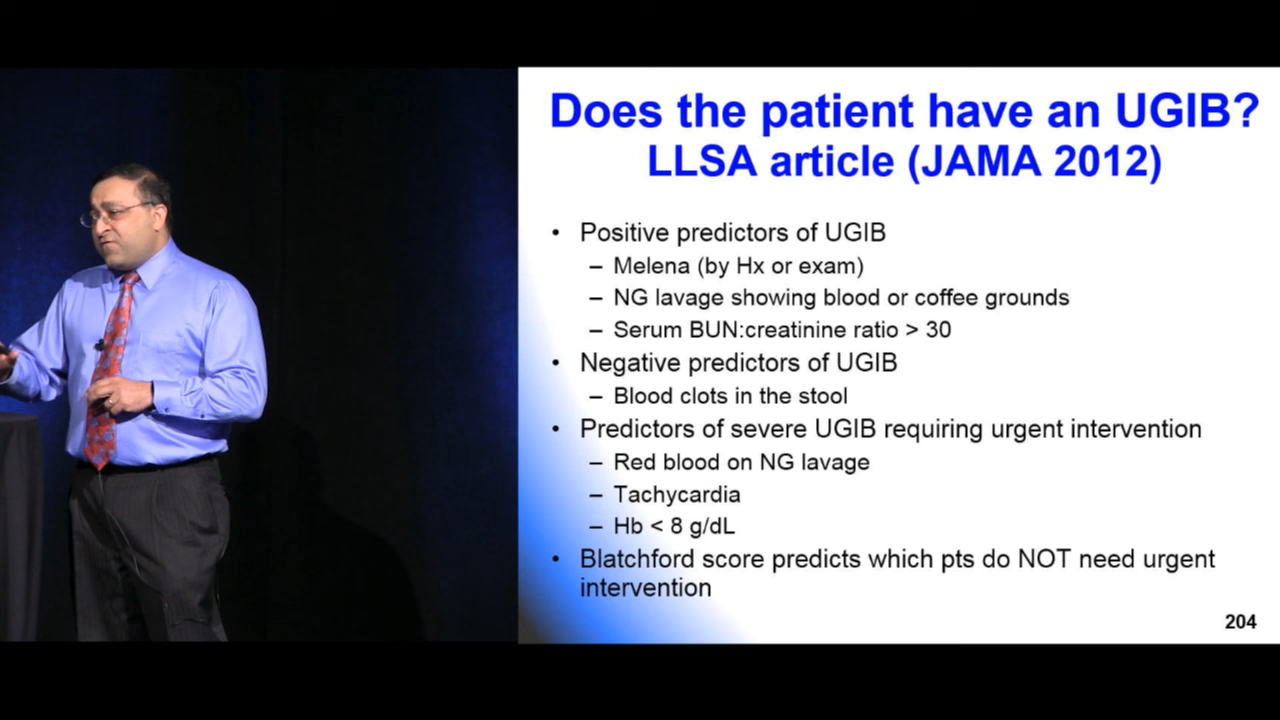 Does the patient have an UGIB?
LLSA article (JAMA 2012)
• Positive predictors of UGIB
– Melena (by Hx or exam)
– NG lavage showing blood or coffee grounds
– Serum BUN:creatinine ratio > 30
• Negative predictors of UGIB
– Blood clots in the stool
• Predictors of severe UGIB requiring urgent intervention
– Red blood on NG lavage
– Tachycardia
– Hb < 8 g/dL
• Blatchford score predicts which pts do NOT need urgent
intervention
204